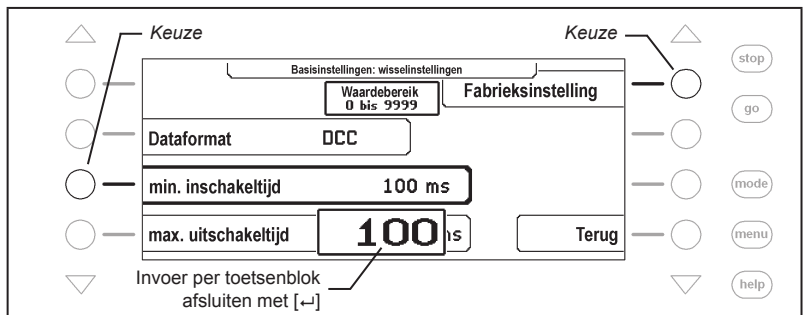 Keuze
Keuze
stop
Basisinstellingen: wisselinstellingen
Waardebereik
0 bis 9999
Fabrieksinstelling
go
Dataformat DCC
min. inschakeltijd 100 ms
mode
max. uitschakeltijd 100 ms
Terug
menu
Invoer per toetsenblok
afsluiten met [↵]
help